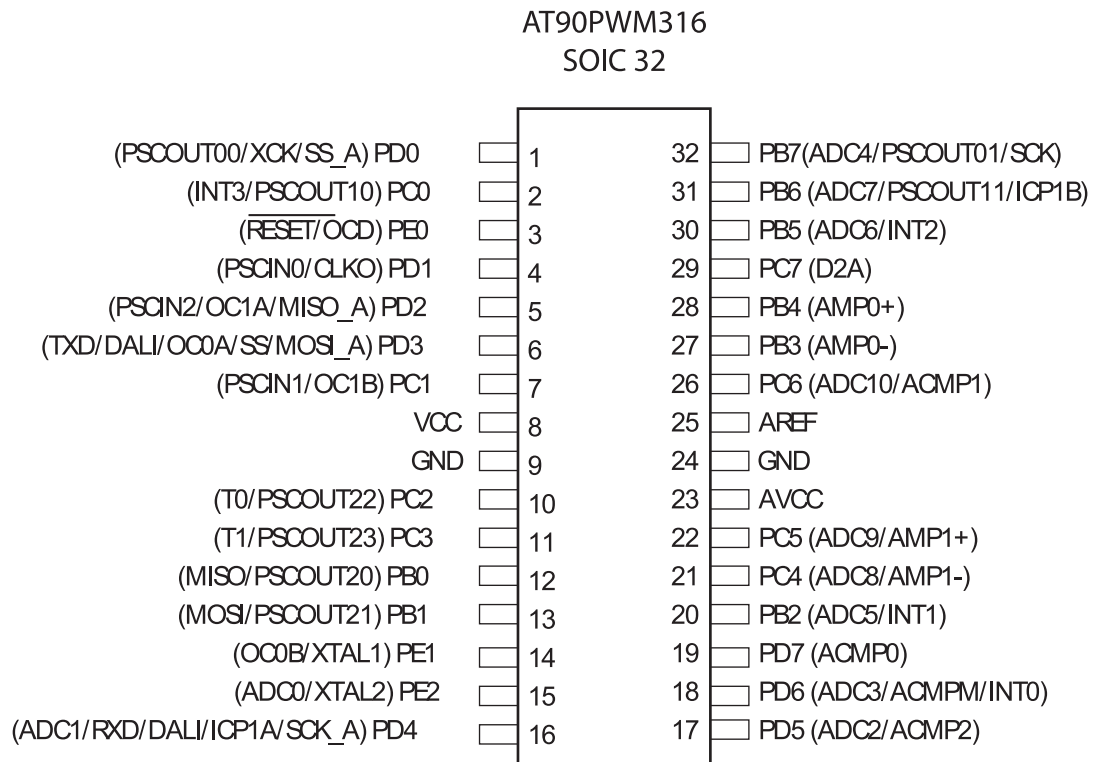 AT90PWM316
SOIC 32
(PSCOUT00/XCK/SS_A) PD0 1 32 PB7(ADC4/PSCOUT01/SCK)
(INT3/PSCOUT10) PC0 2 31 PB6 (ADC7/PSCOUT11/ICP1B)
(RESET/OCD) PE0 3 30 PB5 (ADC6/INT2)
(PSCIN0/CLKO) PD1 4 29 PC7 (D2A)
(PSCIN2/OC1A/MISO_A) PD2 5 28 PB4 (AMP0+)
(TXD/DALI/OC0A/SS/MOSI_A) PD3 6 27 PB3 (AMP0-)
(PSCIN1/OC1B) PC1 7 26 PC6 (ADC10/ACMP1)
VCC 8 25 AREF
GND 9 24 GND
(T0/PSCOUT22) PC2 10 23 AVCC
(T1/PSCOUT23) PC3 11 22 PC5 (ADC9/AMP1+)
(MISO/PSCOUT20) PB0 12 21 PC4 (ADC8/AMP1-)
(MOSI/PSCOUT21) PB1 13 20 PB2 (ADC5/INT1)
(OC0B/XTAL1) PE1 14 19 PD7 (ACMP0)
(ADC0/XTAL2) PE2 15 18 PD6 (ADC3/ACMPM/INT0)
(ADC1/RXD/DALI/ICP1A/SCK_A) PD4 16 17 PD5 (ADC2/ACMP2)